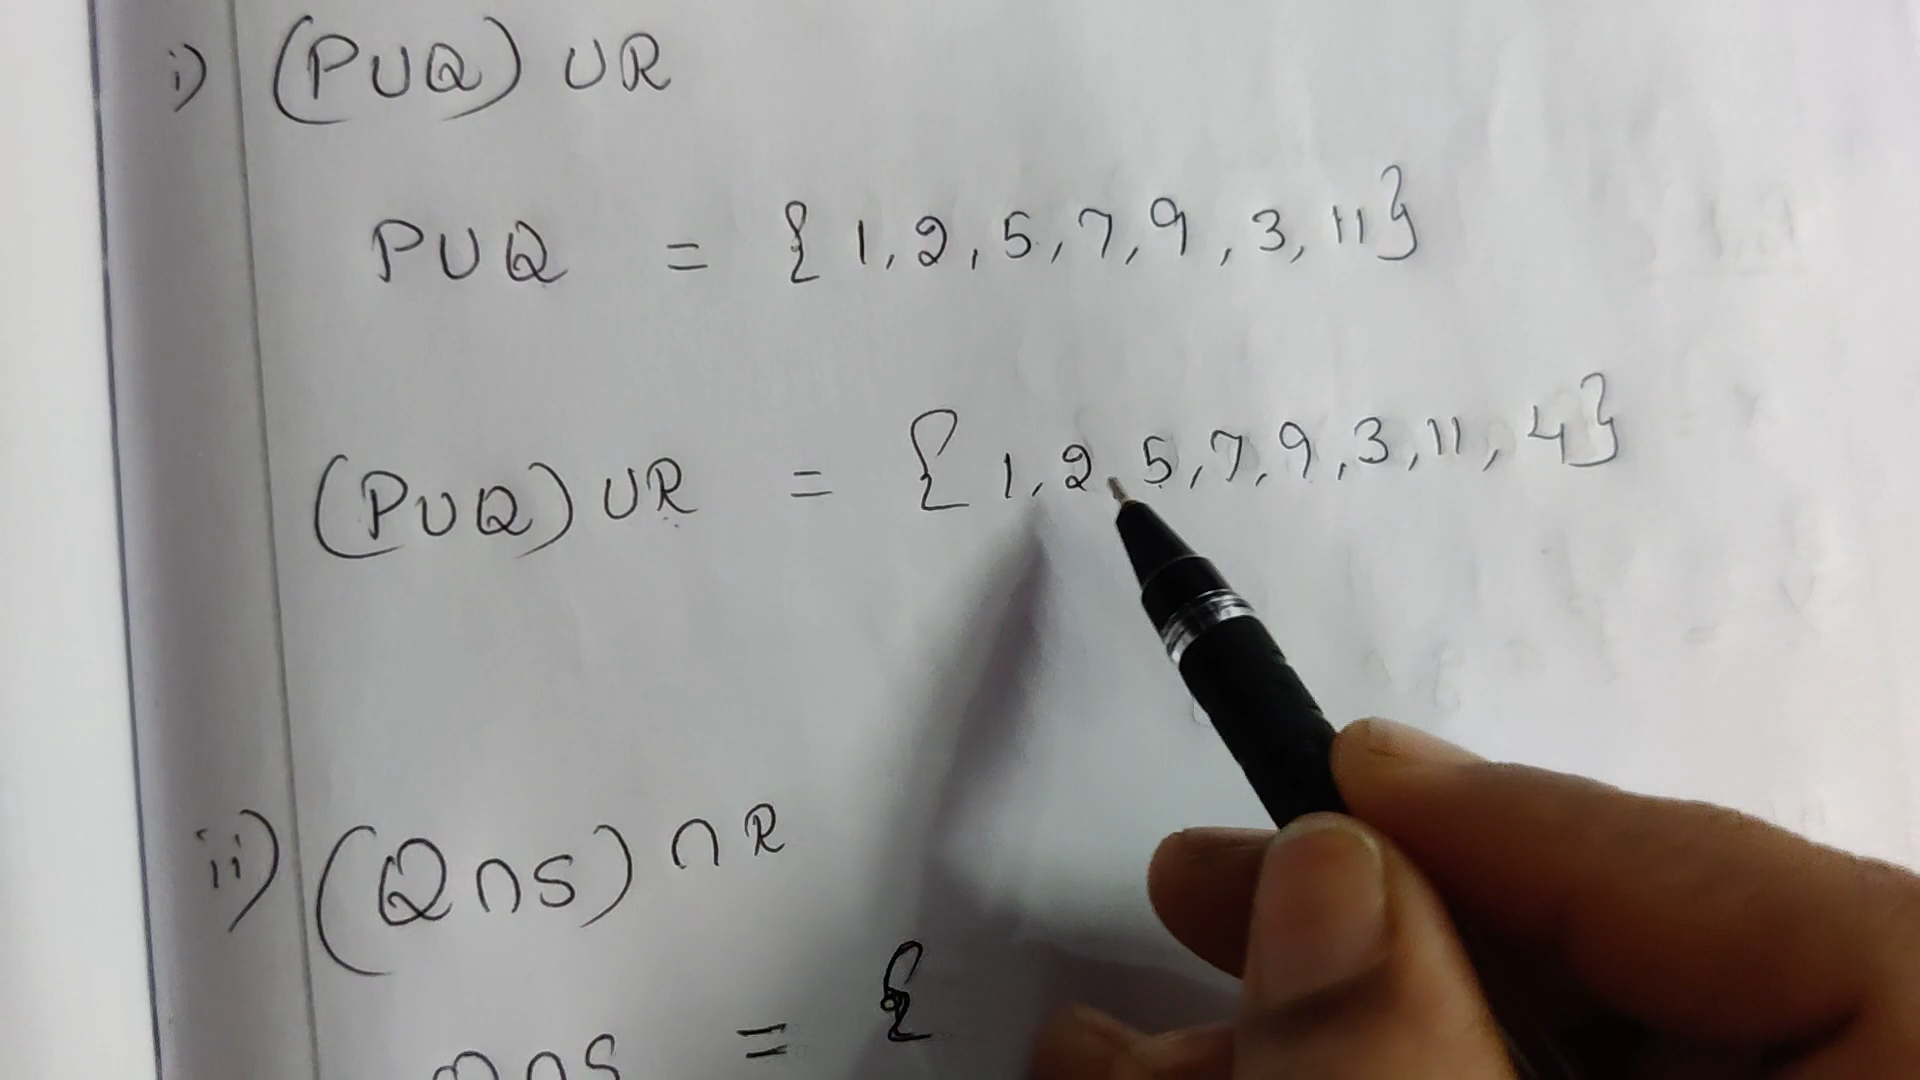 i) (P∪Q) ∪R
P∪Q = {1, 2, 5, 7, 9, 3, 11}
(P∪Q) ∪R = {1, 2, 5, 7, 9, 3, 11, 4}
ii) (Q∩S) ∩ R
Q∩S = {